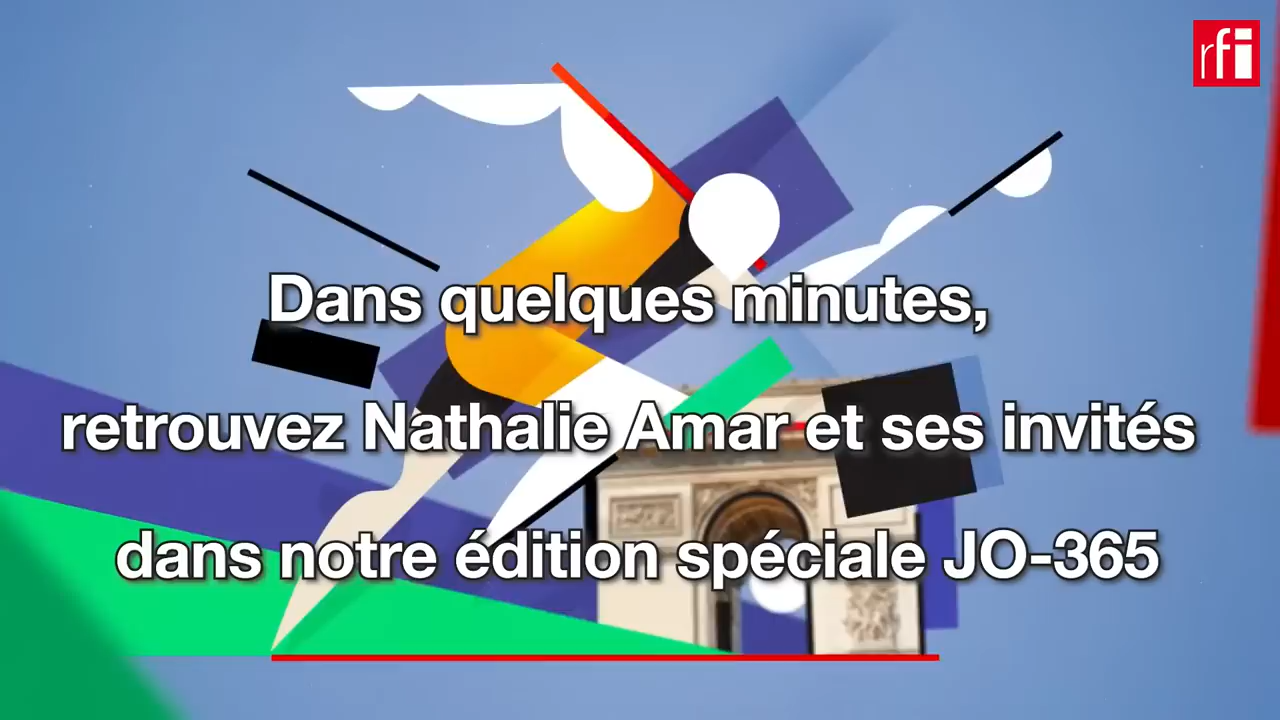 rfi
Dans quelques minutes,
retrouvez Nathalie Amar et ses invités
dans notre édition spéciale JO-365